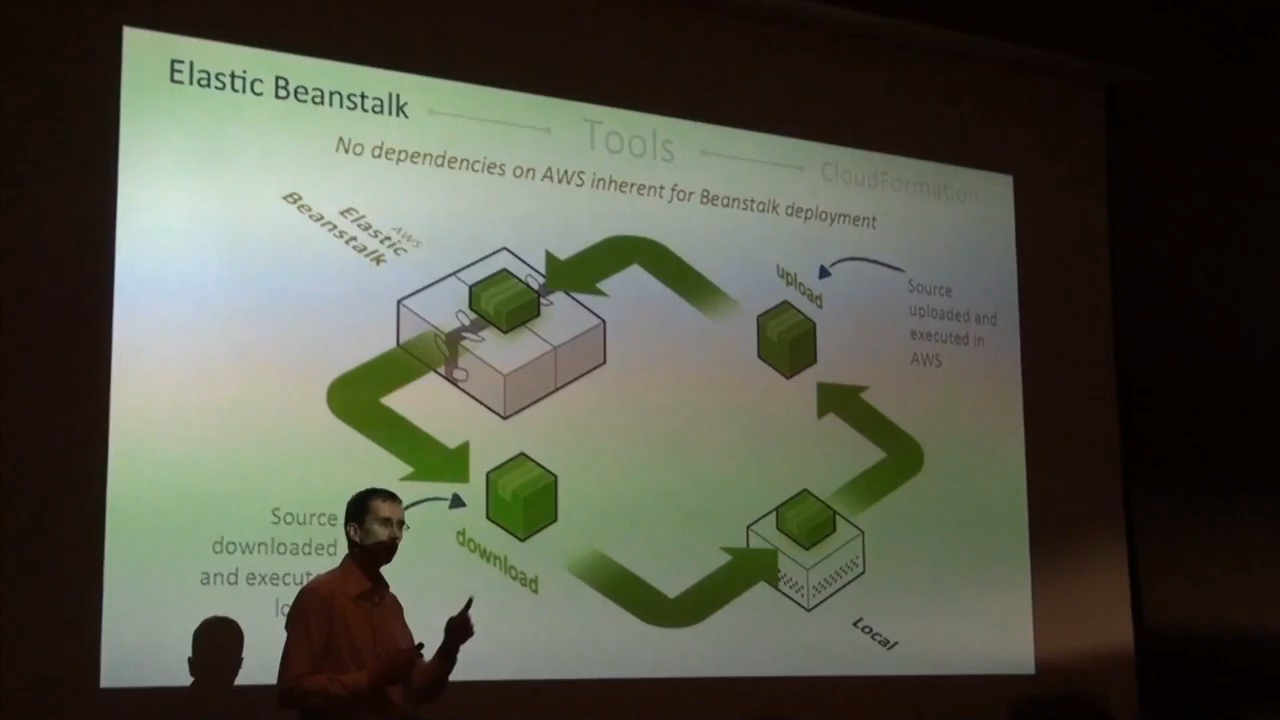 Elastic Beanstalk
Tools
CloudFormation
No dependencies on AWS inherent for Beanstalk deployment
AWS
Elastic
Beanstalk
upload
Source
uploaded and
executed in
AWS
Source
downloaded
and execut
lo
download
Local